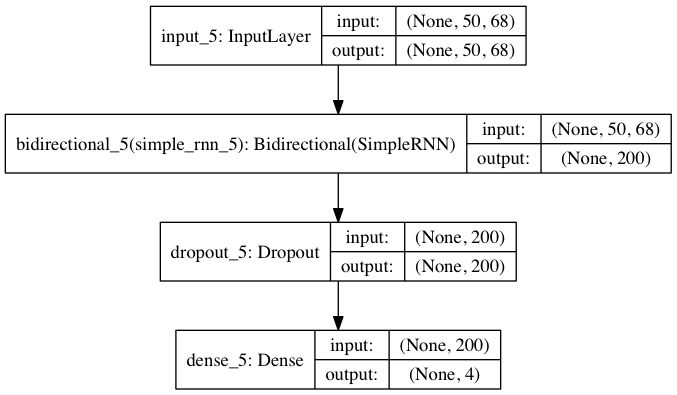 input_5: InputLayer input: (None, 50, 68)
output: (None, 50, 68)
bidirectional_5(simple_rnn_5): Bidirectional(SimpleRNN) input: (None, 50, 68)
output: (None, 200)
dropout_5: Dropout input: (None, 200)
output: (None, 200)
dense_5: Dense input: (None, 200)
output: (None, 4)